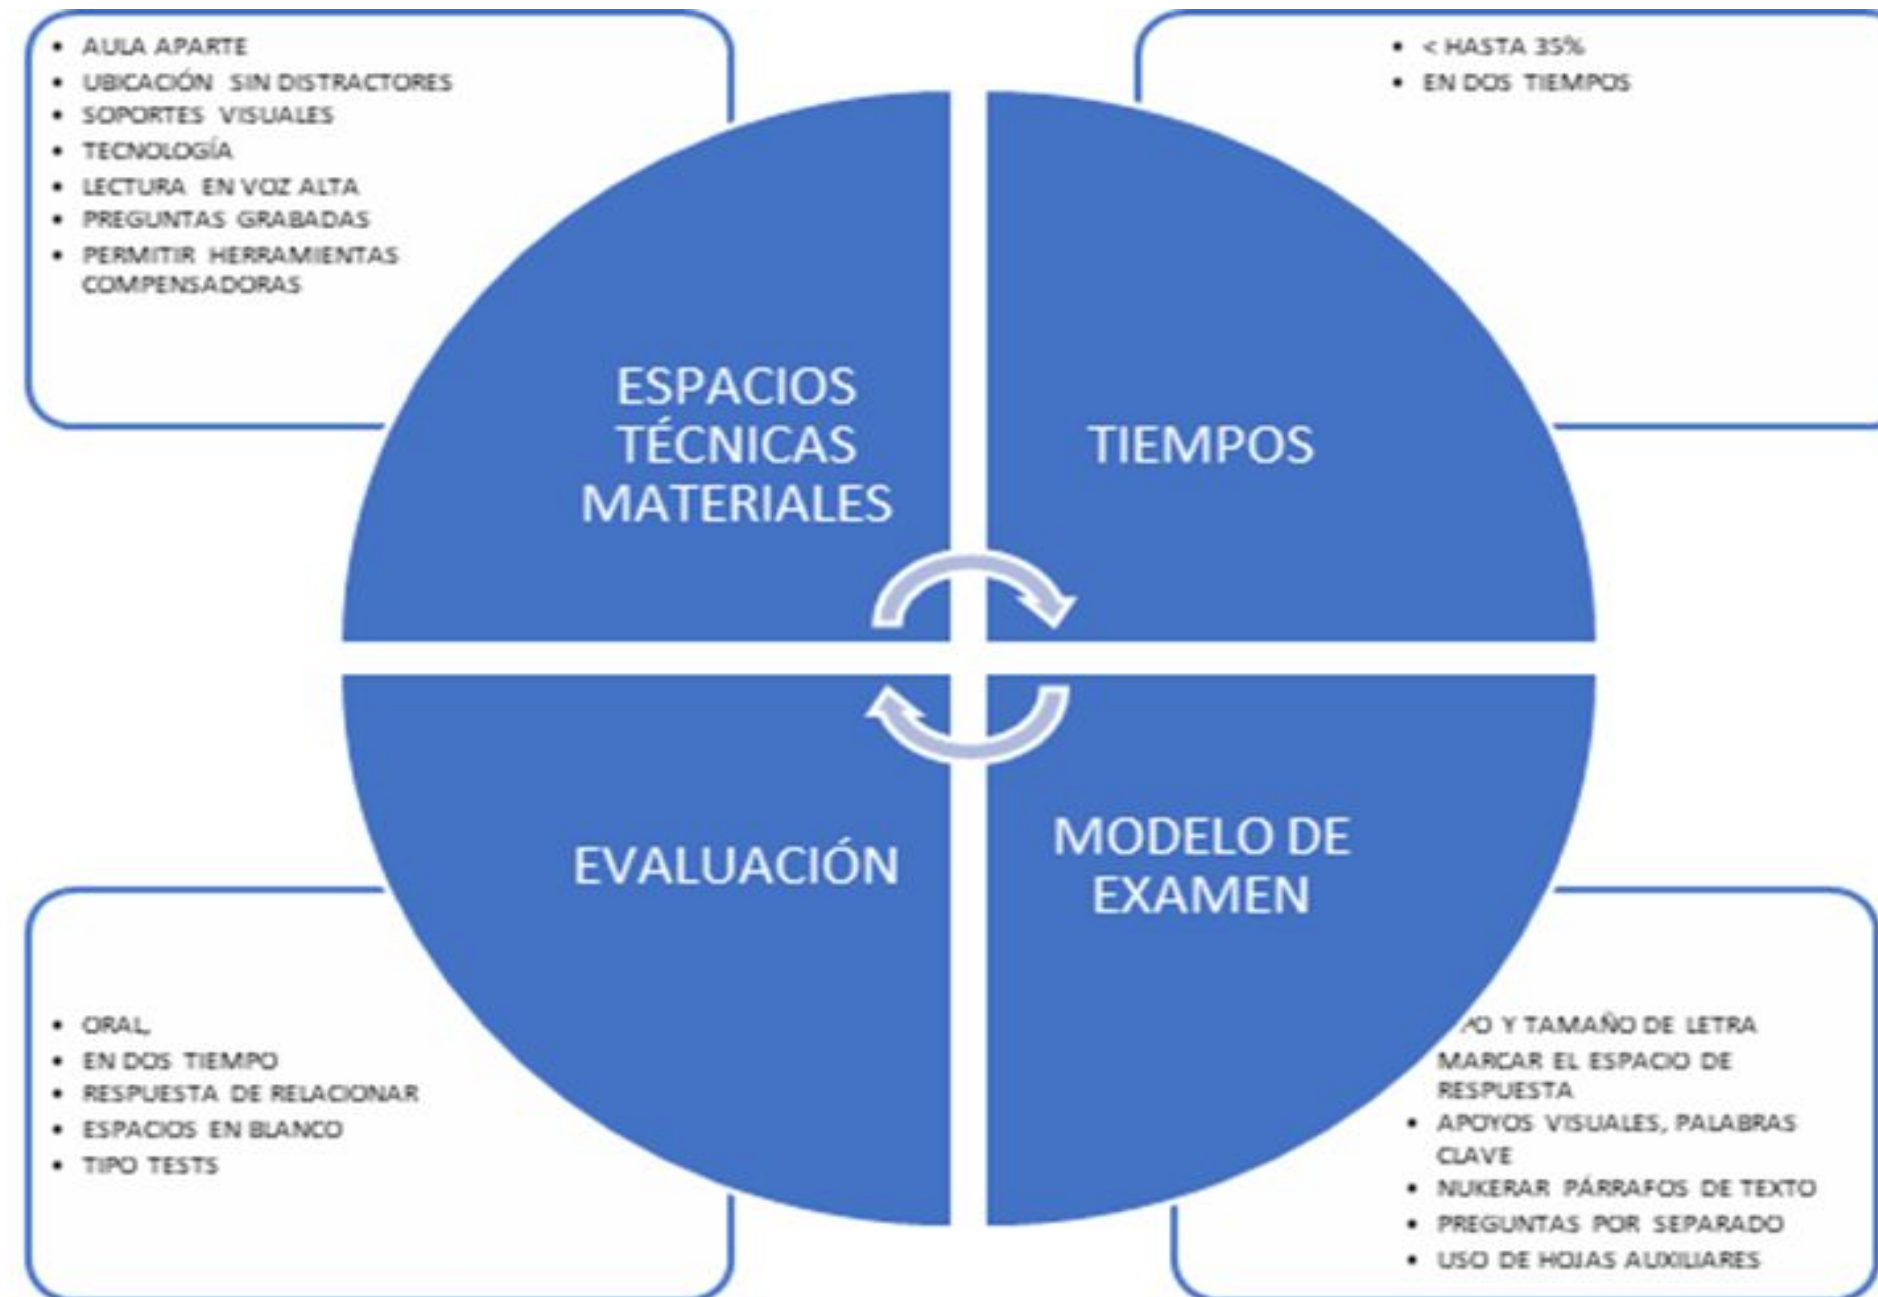 • AULA APARTE
• UBICACIÓN SIN DISTRACTORES
• SOPORTES VISUALES
• TECNOLOGÍA
• LECTURA EN VOZ ALTA
• PREGUNTAS GRABADAS
• PERMITIR HERRAMIENTAS
COMPENSADORAS
• < HASTA 35%
• EN DOS TIEMPOS
ESPACIOS
TÉCNICAS
MATERIALES
TIEMPOS
EVALUACIÓN
MODELO DE
EXAMEN
• ORAL,
• EN DOS TIEMPO
• RESPUESTA DE RELACIONAR
• ESPACIOS EN BLANCO
• TIPO TESTS
Y TAMAÑO DE LETRA
MARCAR EL ESPACIO DE
RESPUESTA
• APOYOS VISUALES, PALABRAS
CLAVE
• NUKERAR PÁRRAFOS DE TEXTO
• PREGUNTAS POR SEPARADO
• USO DE HOJAS AUXILIARES